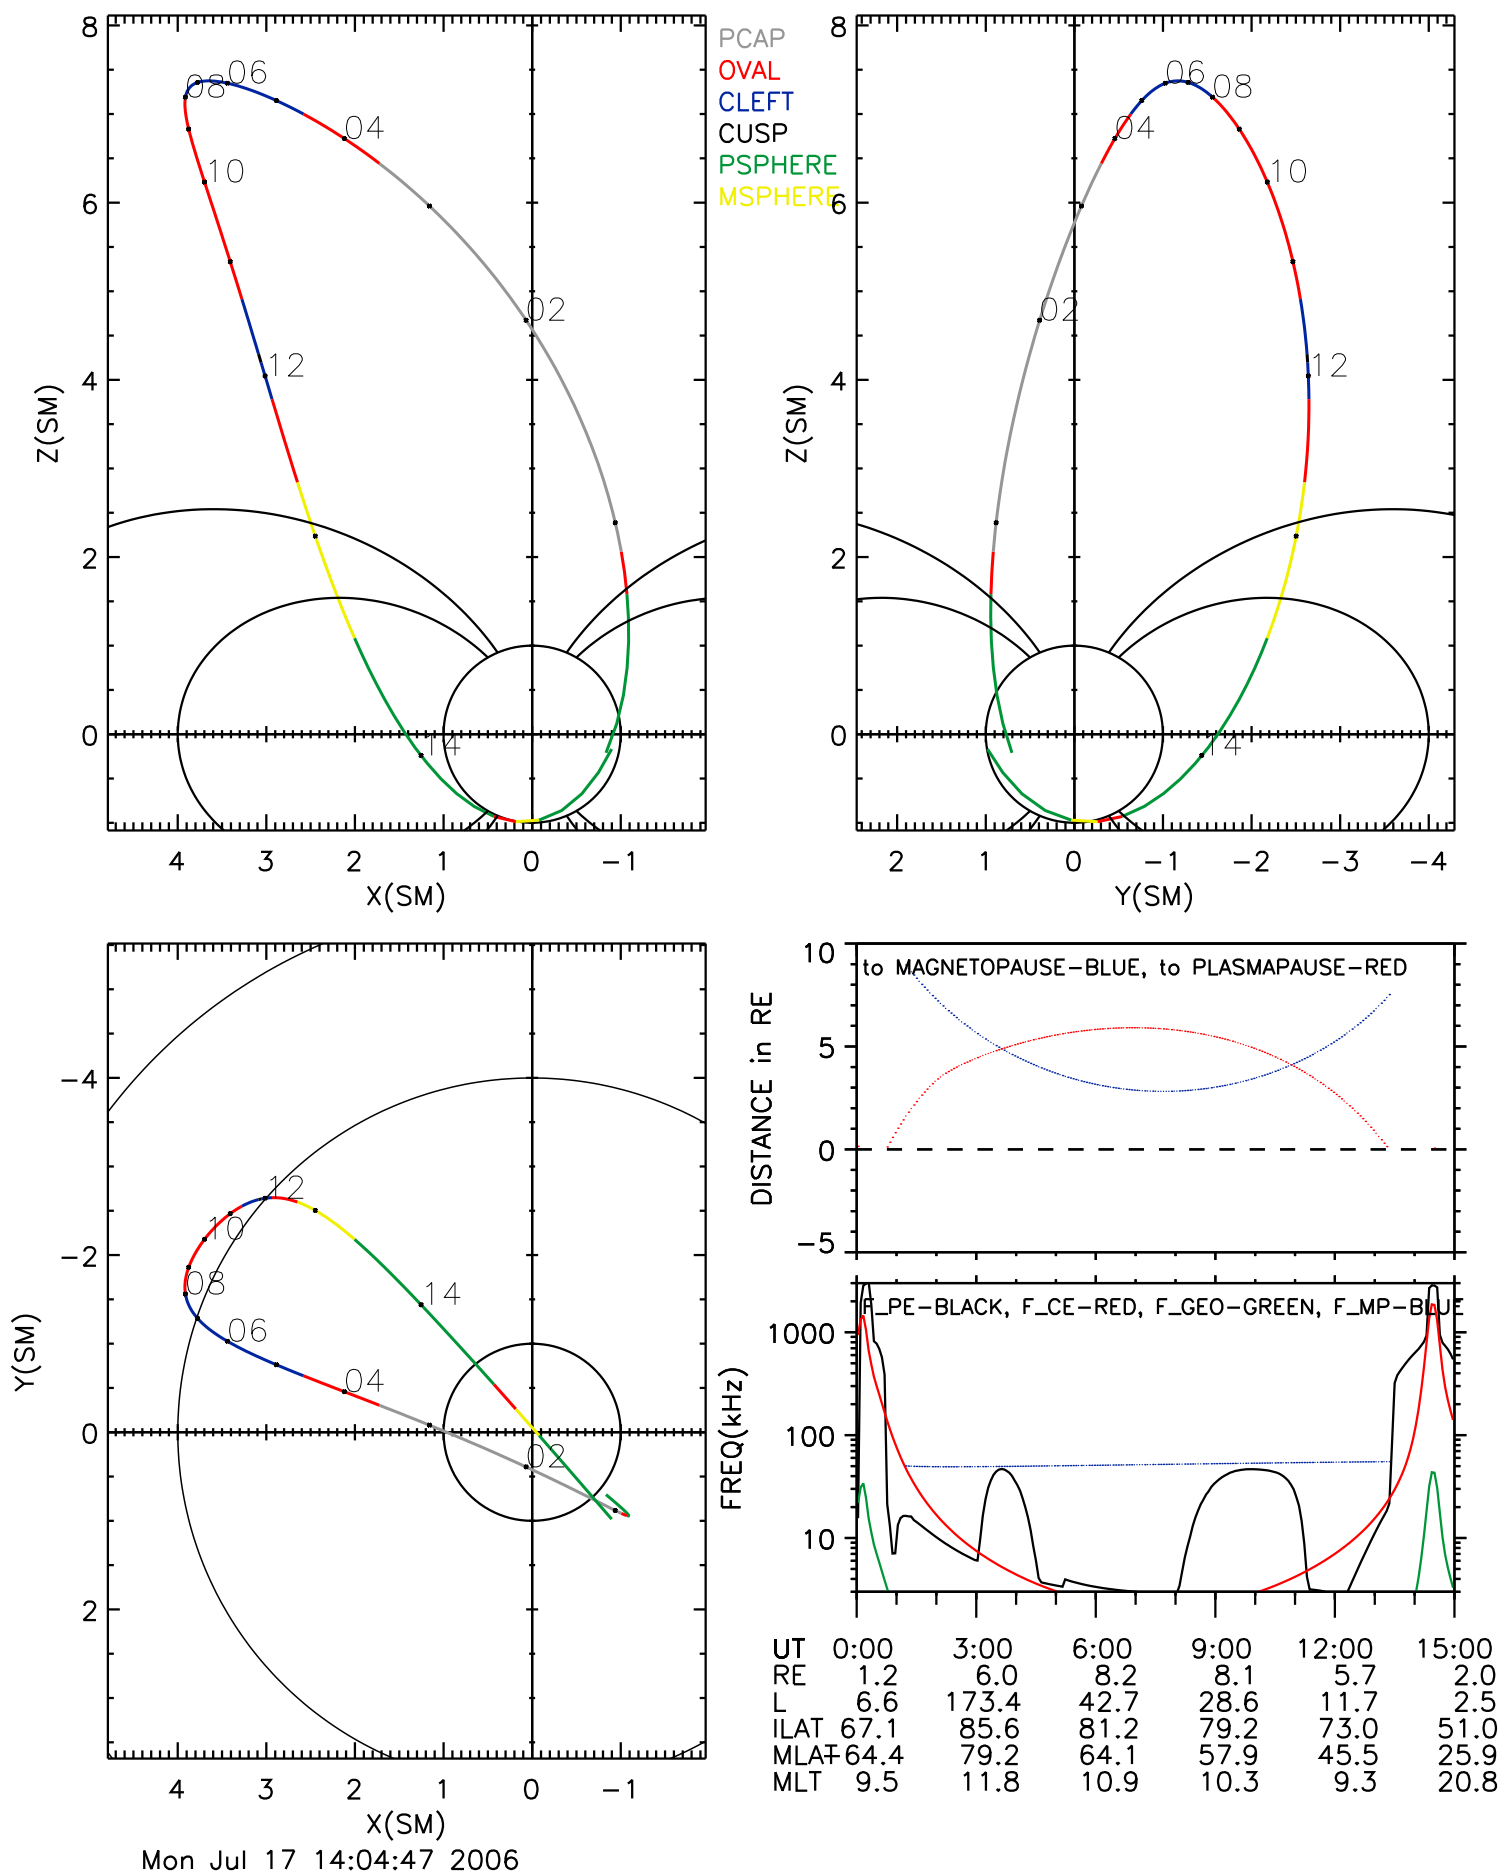 8
6
4
2
0
Z(SM)
08
06
04
10
02
12
14
4 3 2 1 0 −1
X(SM)
PCAP
OVAL
CLEFT
CUSP
PSPHERE
MSPHERE
8
6
4
2
0
Z(SM)
06
08
04
10
02
12
14
2 1 0 −1 −2 −3 −4
Y(SM)
−4
−2
0
2
Y(SM)
12
10
08
14
06
04
02
4 3 2 1 0 −1
X(SM)
10
5
0
−5
DISTANCE in RE
to MAGNETOPAUSE−BLUE, to PLASMAPAUSE−RED
1000
100
10
FREQ(kHz)
F_PE−BLACK, F_CE−RED, F_GEO−GREEN, F_MP−BLU
UT 0:00 3:00 6:00 9:00 12:00 15:00
RE 1.2 6.0 8.2 8.1 5.7 2.0
L 6.6 173.4 42.7 28.6 11.7 2.5
ILAT 67.1 85.6 81.2 79.2 73.0 51.0
MLAT−64.4 79.2 64.1 57.9 45.5 25.9
MLT 9.5 11.8 10.9 10.3 9.3 20.8
Mon Jul 17 14:04:47 2006